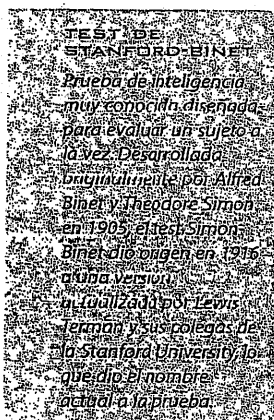 TEST DE
STANFORD-BINET
Prueba de inteligencia
muy conocida diseñada
para evaluar un sujeto a
la vez. Desarrollada
originalmente por Alfred
Binet y Theodore Simon
en 1905, el test Simon-
Binet dio origen en 1916
a una versión
actualizada por Lewis
Terman y sus colegas de
la Stanford University, lo
que dio el nombre
actual a la prueba.